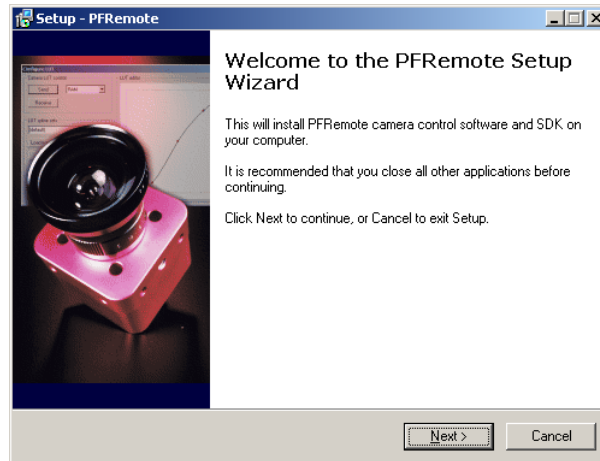 Setup - PFRemote
Welcome to the PFRemote Setup
Wizard
This will install PFRemote camera control software and SDK on
your computer.
It is recommended that you close all other applications before
continuing.
Click Next to continue, or Cancel to exit Setup.
Next >
Cancel